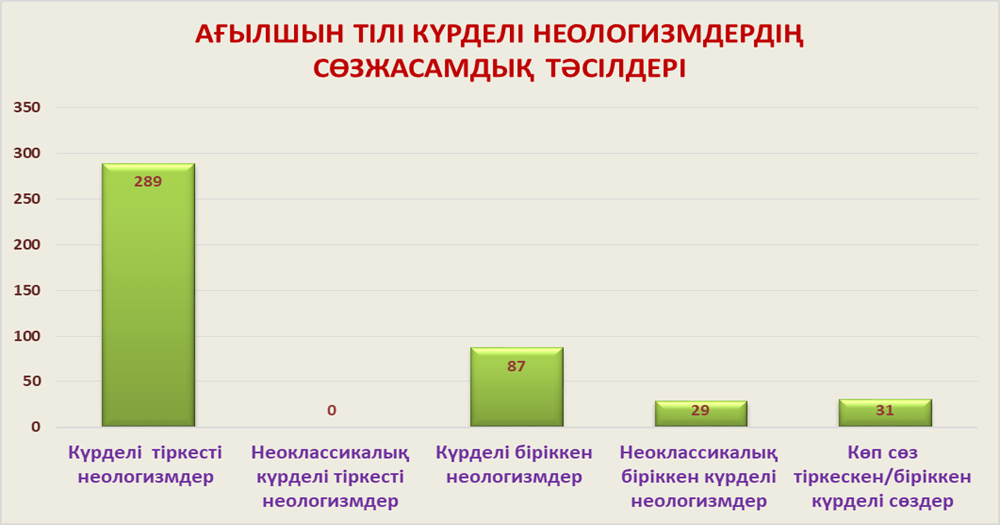 АҒЫЛШЫН ТІЛІ КҮРДЕЛІ НЕОЛОГИЗМДЕРДІҢ
СӨЗЖАСАМДЫҚ ТӘСІЛДЕРІ
350
300
250
200
150
100
50
0
289
0
87
29
31
Күрделі тіркесті
неологизмдер
Неоклассикалық
күрделі тіркесті
неологизмдер
Күрделі біріккен
неологизмдер
Неоклассикалық
біріккен күрделі
неологизмдер
Көп сөз
тіркескен/біріккен
күрделі сөздер